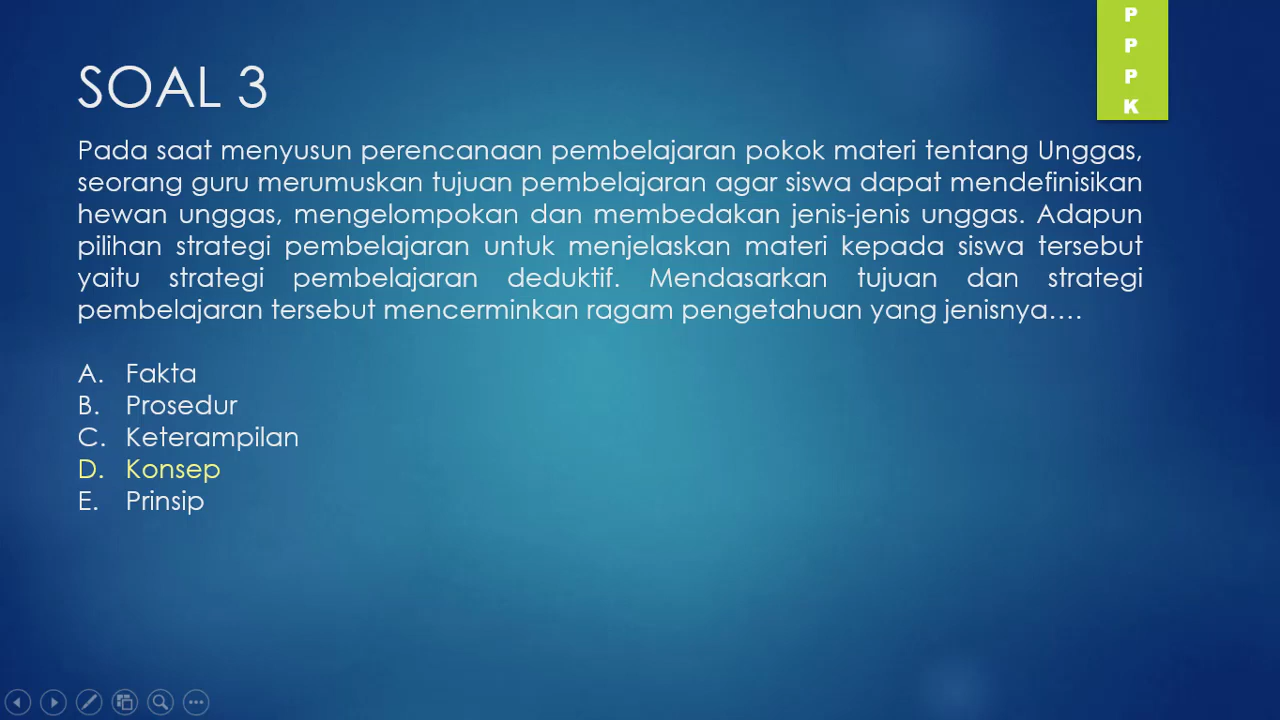 P
P
P
K
SOAL 3
Pada saat menyusun perencanaan pembelajaran pokok materi tentang Unggas,
seorang guru merumuskan tujuan pembelajaran agar siswa dapat mendefinisikan
hewan unggas, mengelompokan dan membedakan jenis-jenis unggas. Adapun
pilihan strategi pembelajaran untuk menjelaskan materi kepada siswa tersebut
yaitu strategi pembelajaran deduktif. Mendasarkan tujuan dan strategi
pembelajaran tersebut mencerminkan ragam pengetahuan yang jenisnya….
A. Fakta
B. Prosedur
C. Keterampilan
D. Konsep
E. Prinsip